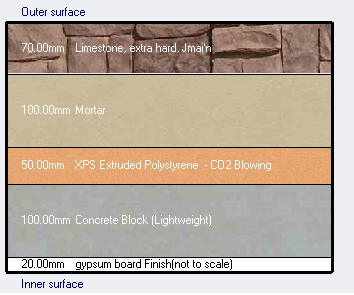 Outer surface
70.00mm Limestone, extra hard, Jmai'n
100.00mm Mortar
50.00mm XPS Extruded Polystyrene - CO2 Blowing
100.00mm Concrete Block (Lightweight)
20.00mm gypsum board Finish(not to scale)
Inner surface